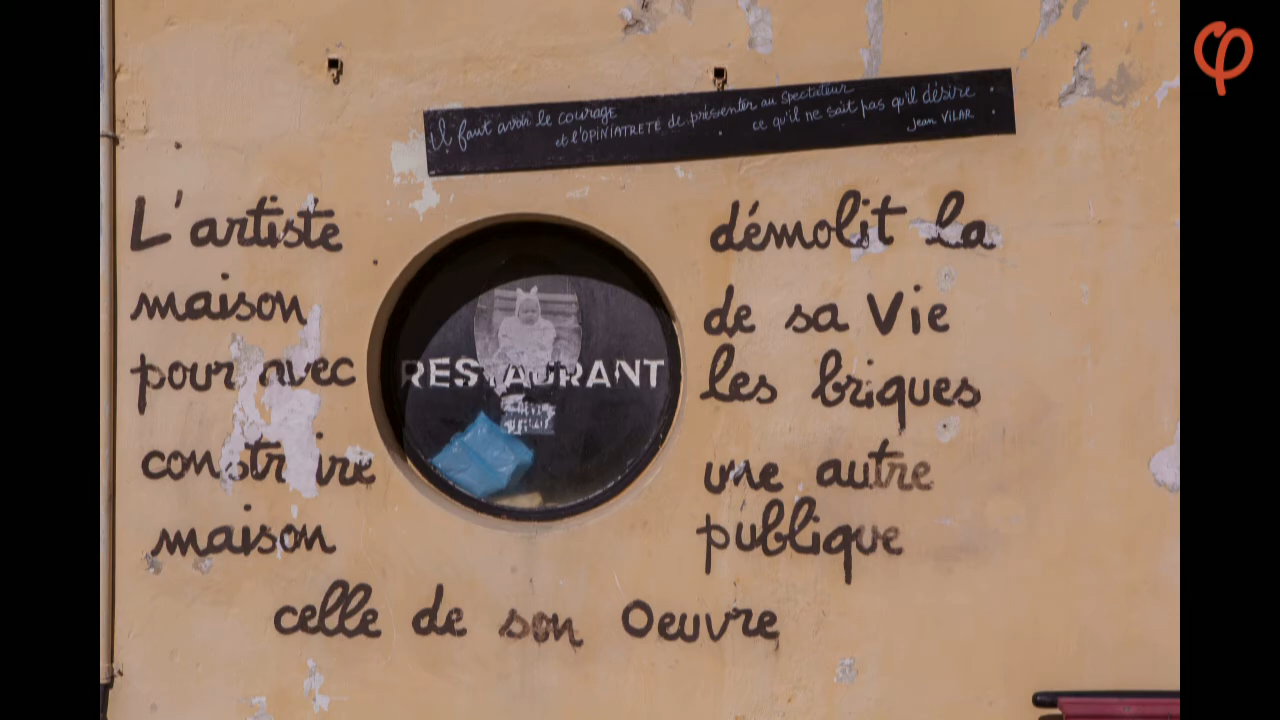 Il faut avoir le courage
et l'OPINIATRETÉ de présenter au spectateur
ce qu'il ne sait pas qu'il désire
Jean VILAR
L'artiste démolit la
maison de sa Vie
pour avec les briques
construire une autre
maison publique
celle de son Oeuvre
RESTAURANT